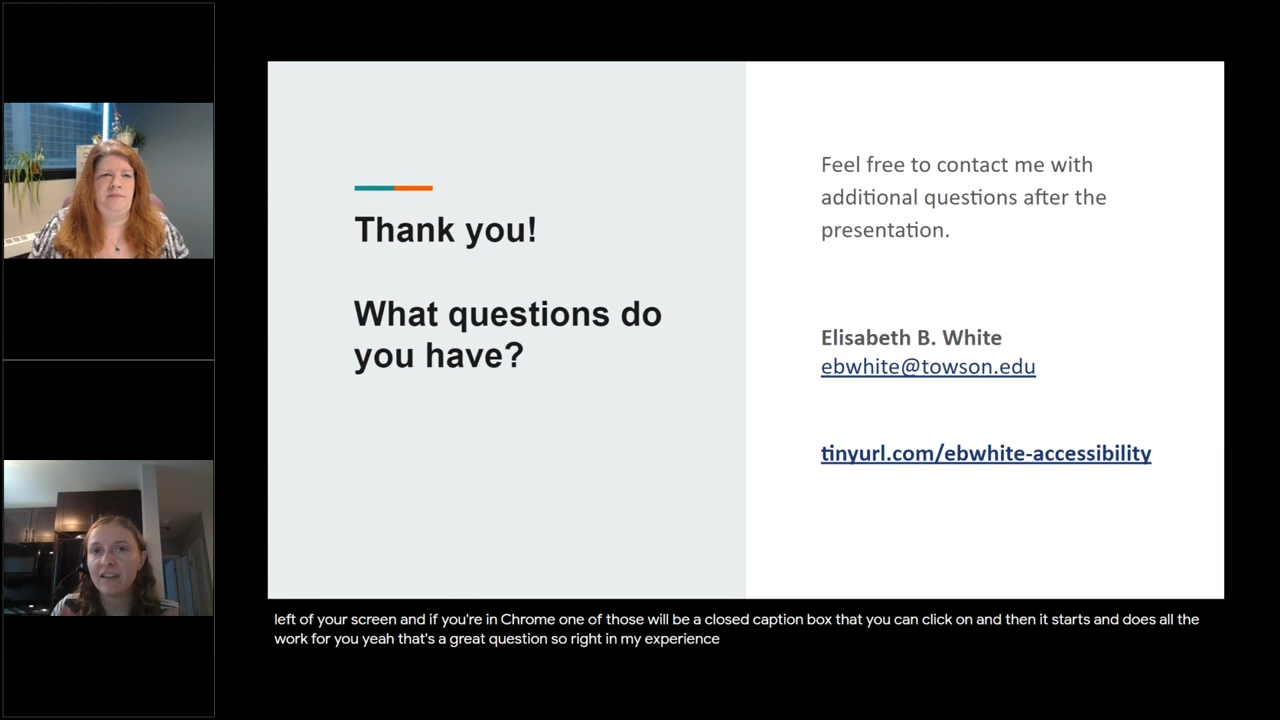 Thank you!
What questions do
you have?
Feel free to contact me with
additional questions after the
presentation.
Elisabeth B. White
ebwhite@towson.edu
tinyurl.com/ebwhite-accessibility
left of your screen and if you're in Chrome one of those will be a closed caption box that you can click on and then it starts and does all the
work for you yeah that's a great question so right in my experience